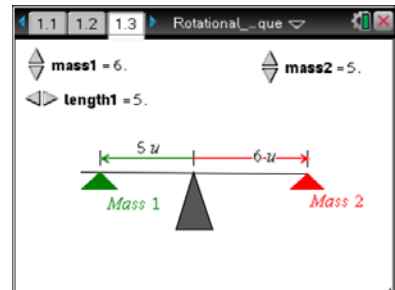 1.1 1.2 1.3 Rotational_...que
mass1 = 6. mass2 = 5.
length1 = 5.
5 u 6 u
Mass 1 Mass 2